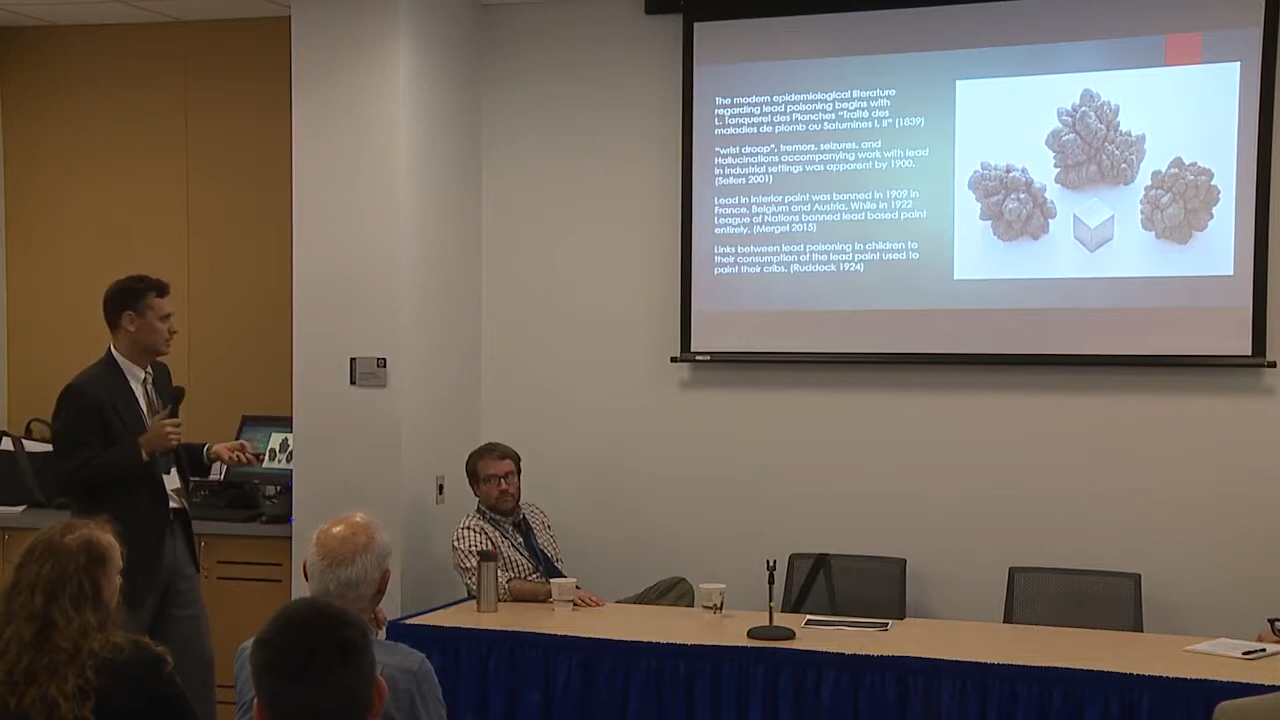 The modern epidemiological literature
regarding lead poisoning begins with
L. Tanquerel des Planches "Traité des
maladies de plomb ou Saturnines I, II" (1839)
"wrist droop", tremors, seizures, and
Hallucinations accompanying work with lead
in industrial settings was apparent by 1900.
(Sellers 2001)
Lead in interior paint was banned in 1909 in
France, Belgium and Austria. While in 1922
League of Nations banned lead based paint
entirely. (Mergel 2015)
Links between lead poisoning in children to
their consumption of the lead paint used to
paint their cribs. (Ruddock 1924)